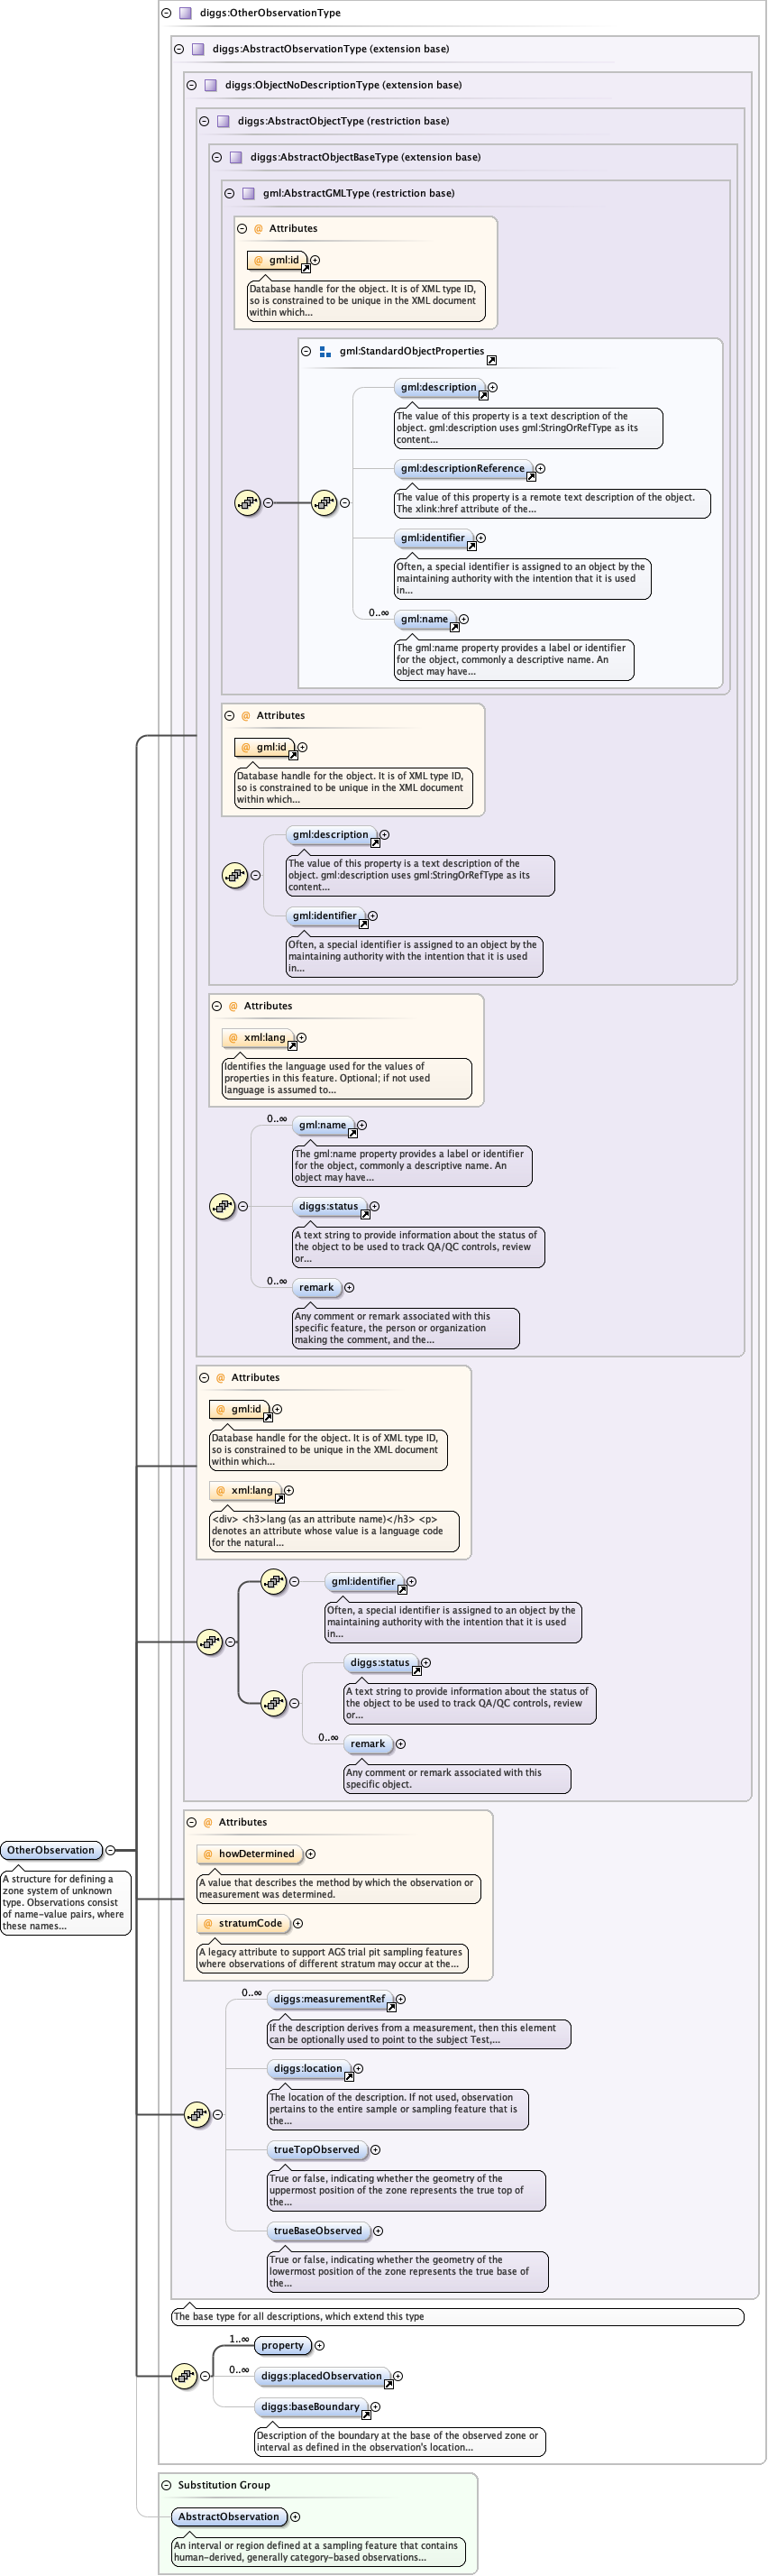 diggs:OtherObservationType
diggs:AbstractObservationType (extension base)
diggs:ObjectNoDescriptionType (extension base)
diggs:AbstractObjectType (restriction base)
diggs:AbstractObjectBaseType (extension base)
gml:AbstractGMLType (restriction base)
@ Attributes
@ gml:id
Database handle for the object. It is of XML type ID,
so is constrained to be unique in the XML document
within which...
gml:StandardObjectProperties
gml:description
The value of this property is a text description of the
object. gml:description uses gml:StringOrRefType as its
content...
gml:descriptionReference
The value of this property is a remote text description of the object.
The xlink:href attribute of the...
gml:identifier
Often, a special identifier is assigned to an object by the
maintaining authority with the intention that it is used
in...
0..∞
gml:name
The gml:name property provides a label or identifier
for the object, commonly a descriptive name. An
object may have...
@ Attributes
@ gml:id
Database handle for the object. It is of XML type ID,
so is constrained to be unique in the XML document
within which...
gml:description
The value of this property is a text description of the
object. gml:description uses gml:StringOrRefType as its
content...
gml:identifier
Often, a special identifier is assigned to an object by the
maintaining authority with the intention that it is used
in...
@ Attributes
@ xml:lang
Identifies the language used for the values of
properties in this feature. Optional; if not used
language is assumed to...
0..∞
gml:name
The gml:name property provides a label or identifier
for the object, commonly a descriptive name. An
object may have...
diggs:status
A text string to provide information about the status of
the object to be used to track QA/QC controls, review
or...
0..∞
remark
Any comment or remark associated with this
specific feature, the person or organization
making the comment, and the...
@ Attributes
@ gml:id
Database handle for the object. It is of XML type ID,
so is constrained to be unique in the XML document
within which...
@ xml:lang
<div> <h3>lang (as an attribute name)</h3> <p>
denotes an attribute whose value is a language code
for the natural...
gml:identifier
Often, a special identifier is assigned to an object by the
maintaining authority with the intention that it is used
in...
diggs:status
A text string to provide information about the status of
the object to be used to track QA/QC controls, review
or...
0..∞
remark
Any comment or remark associated with this
specific object.
@ Attributes
@ howDetermined
A value that describes the method by which the observation or
measurement was determined.
@ stratumCode
A legacy attribute to support AGS trial pit sampling features
where observations of different stratum may occur at the...
OtherObservation
A structure for defining a
zone system of unknown
type. Observations consist
of name-value pairs, where
these names...
0..∞
diggs:measurementRef
If the description derives from a measurement, then this element
can be optionally used to point to the subject Test,...
diggs:location
The location of the description. If not used, observation
pertains to the entire sample or sampling feature that is
the...
trueTopObserved
True or false, indicating whether the geometry of the
uppermost position of the zone represents the true top of
the...
trueBaseObserved
True or false, indicating whether the geometry of the
lowermost position of the zone represents the true base of
the...
The base type for all descriptions, which extend this type
1..∞
property
0..∞
diggs:placedObservation
diggs:baseBoundary
Description of the boundary at the base of the observed zone or
interval as defined in the observation's location...
Substitution Group
AbstractObservation
An interval or region defined at a sampling feature that contains
human-derived, generally category-based observations...